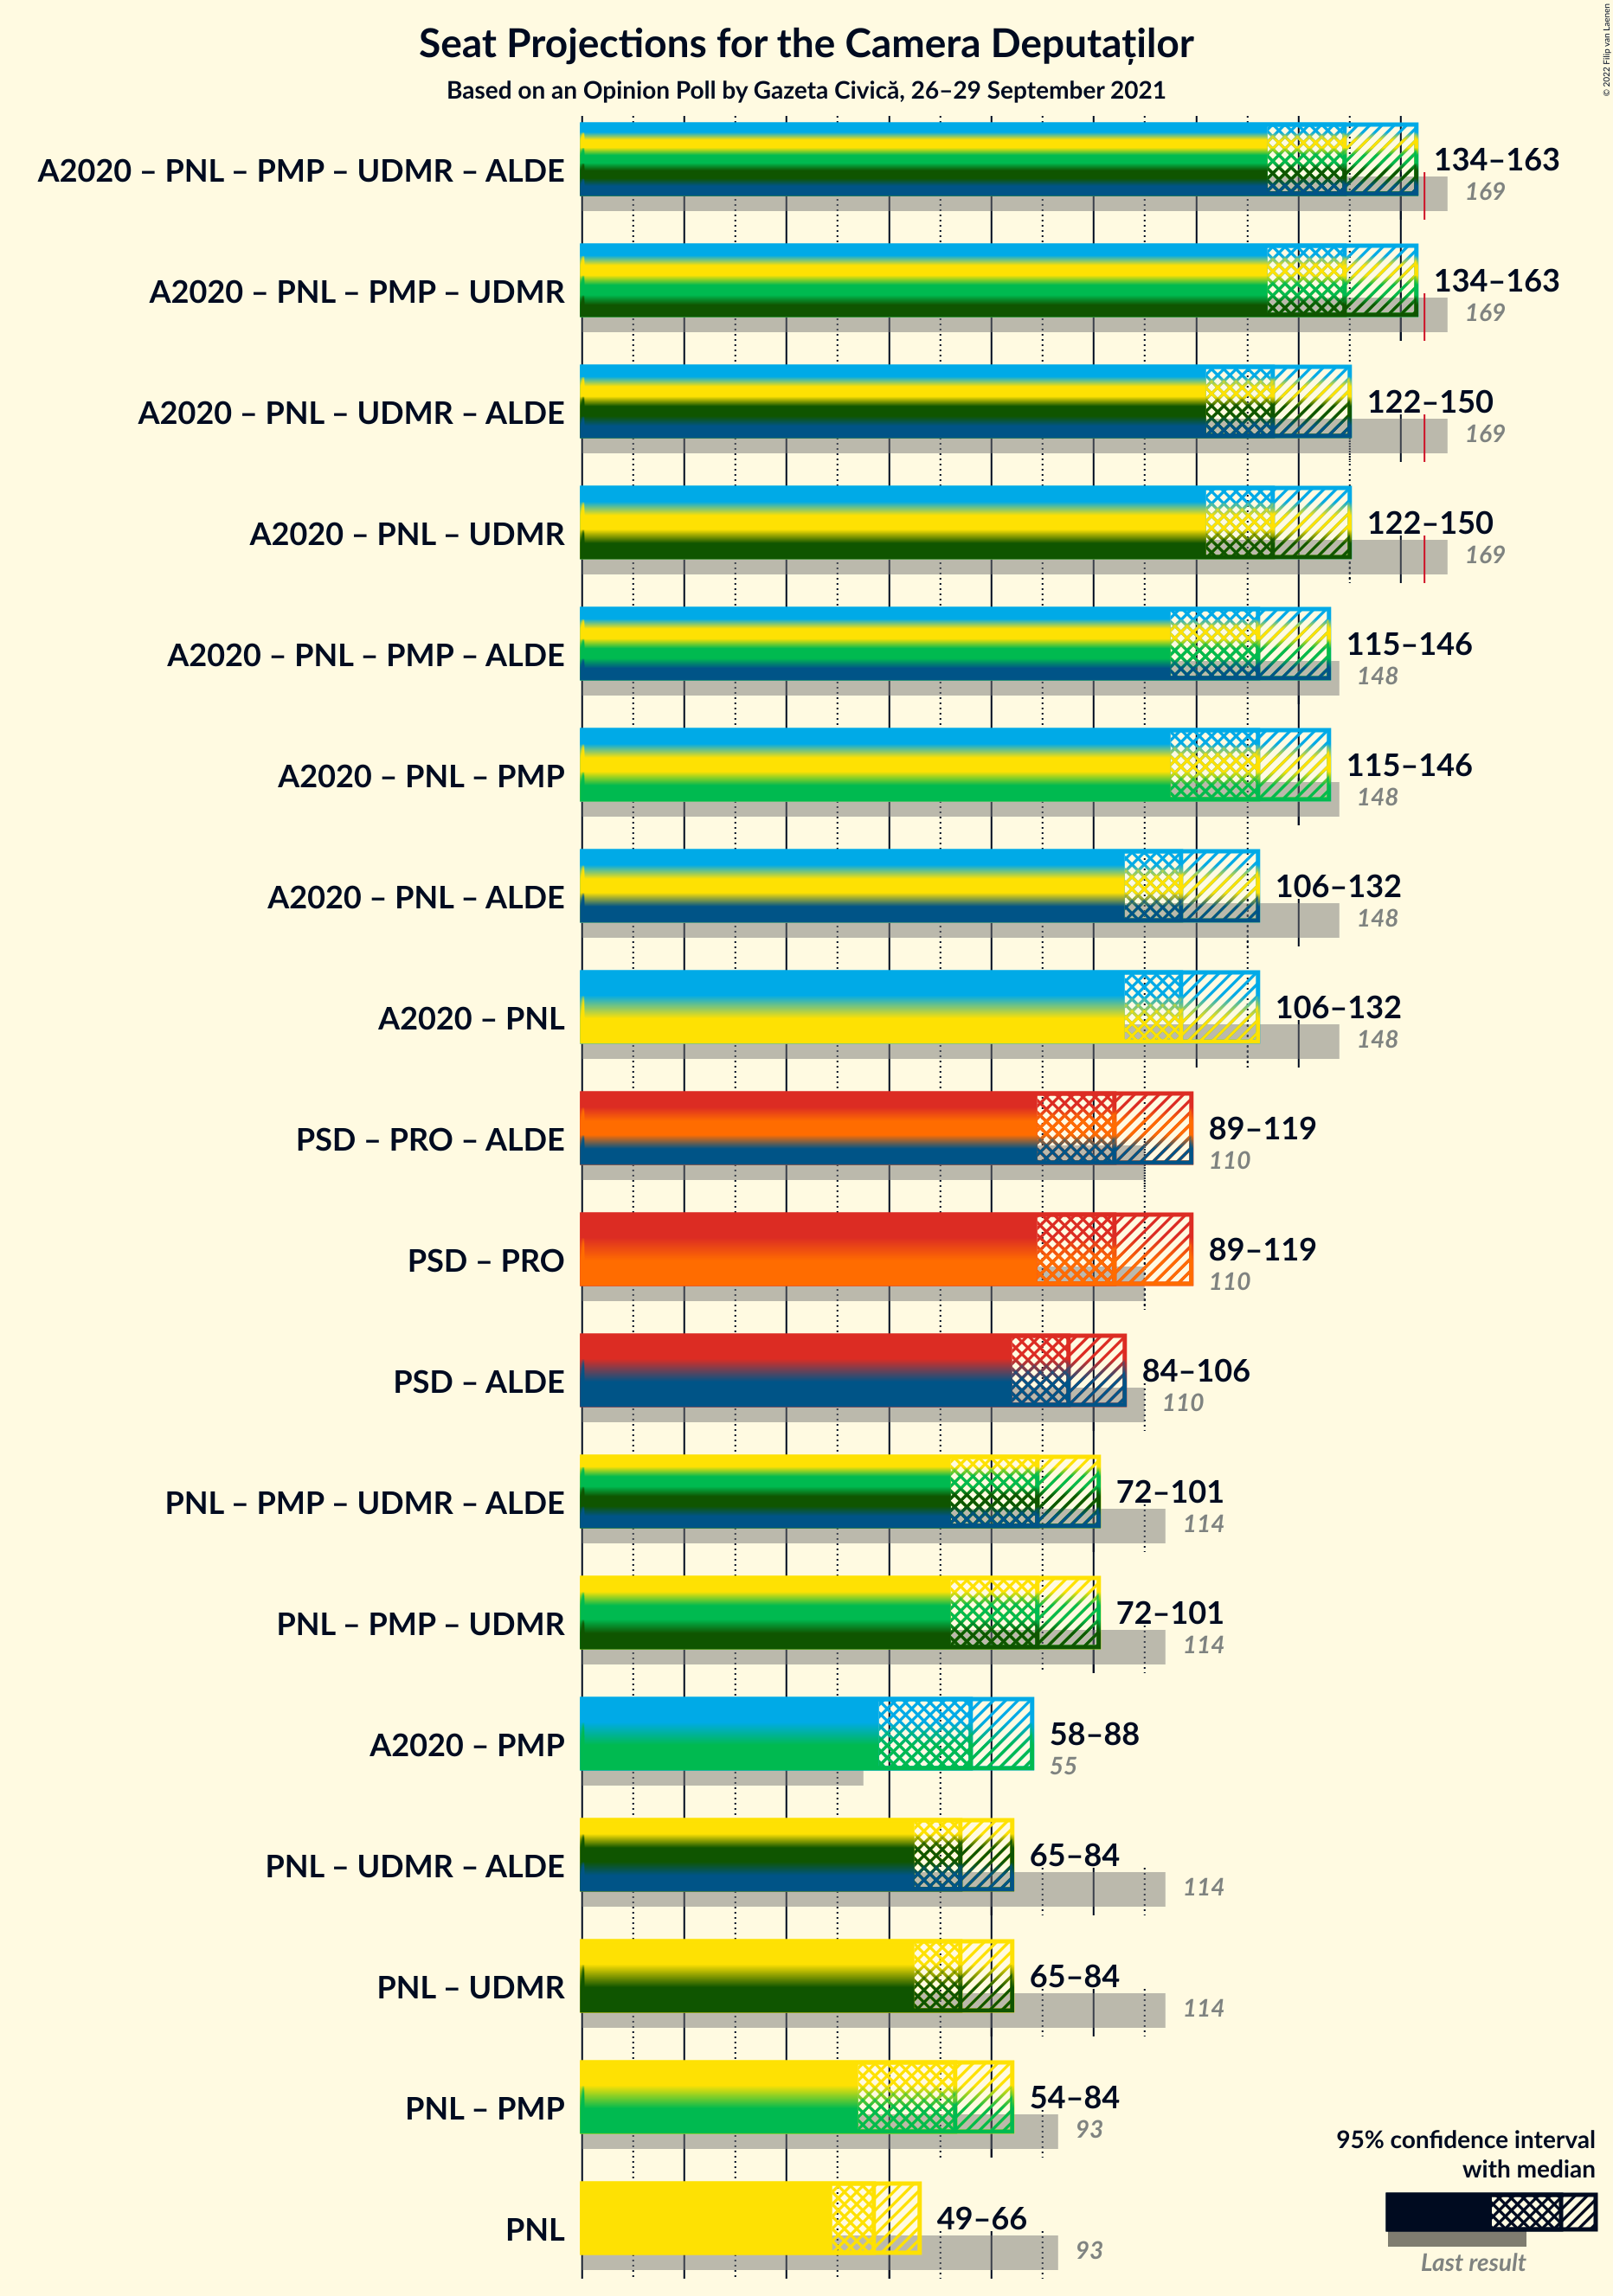 © 2022 Filip van Laenen
Seat Projections for the Camera Deputaților
Based on an Opinion Poll by Gazeta Civică, 26–29 September 2021
A2020 – PNL – PMP – UDMR – ALDE
134–163
169
A2020 – PNL – PMP – UDMR
134–163
169
A2020 – PNL – UDMR – ALDE
122–150
169
A2020 – PNL – UDMR
122–150
169
A2020 – PNL – PMP – ALDE
115–146
148
A2020 – PNL – PMP
115–146
148
A2020 – PNL – ALDE
106–132
148
A2020 – PNL
106–132
148
PSD – PRO – ALDE
89–119
110
PSD – PRO
89–119
110
PSD – ALDE
84–106
110
PNL – PMP – UDMR – ALDE
72–101
114
PNL – PMP – UDMR
72–101
114
A2020 – PMP
58–88
55
PNL – UDMR – ALDE
65–84
114
PNL – UDMR
65–84
114
PNL – PMP
54–84
93
PNL
49–66
93
95% confidence interval
with median
Last result